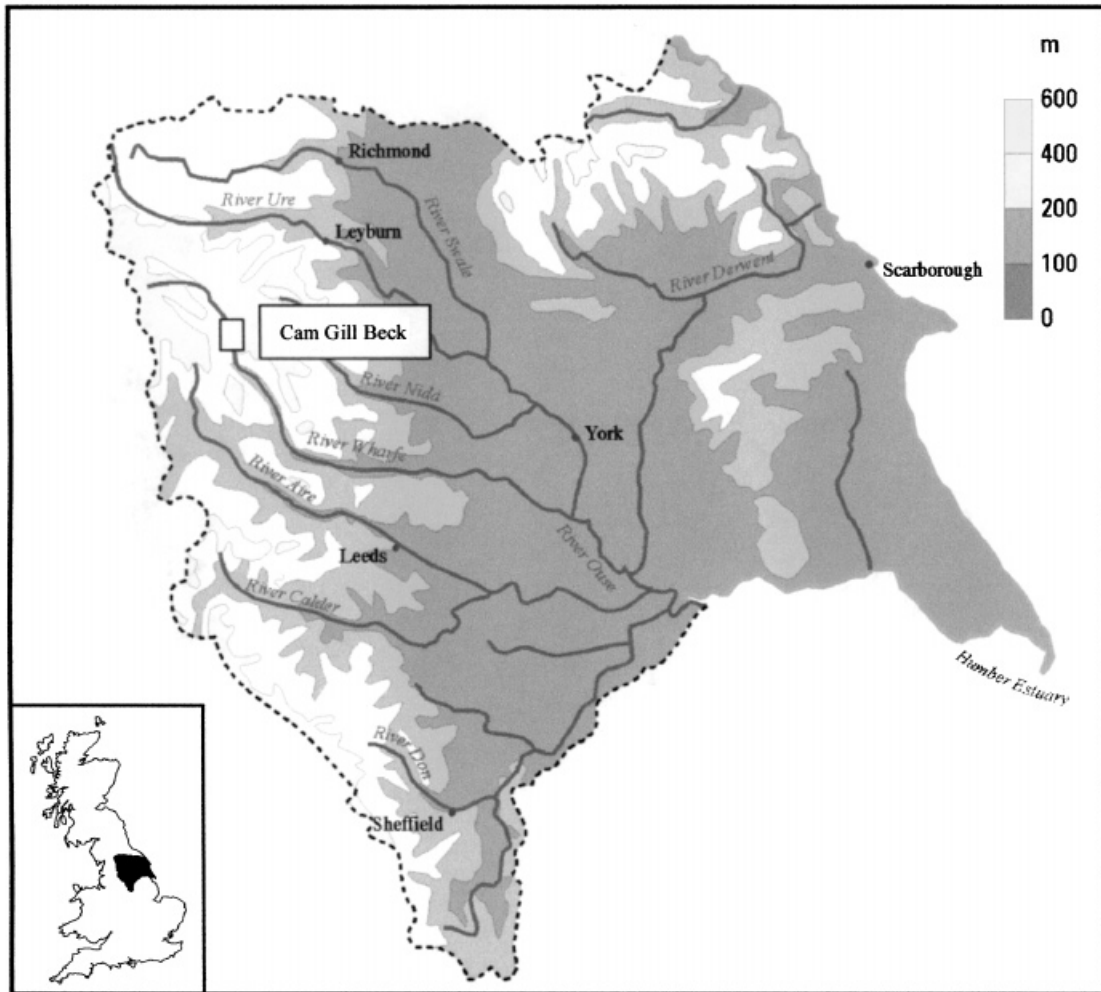 m
600
400
200
100
0
Richmond
River Ure
River Swale
Leyburn
River Derwent
Scarborough
Cam Gill Beck
River Nidd
York
River Wharfe
River Aire
Leeds
River Ouse
River Calder
Humber Estuary
River Don
Sheffield